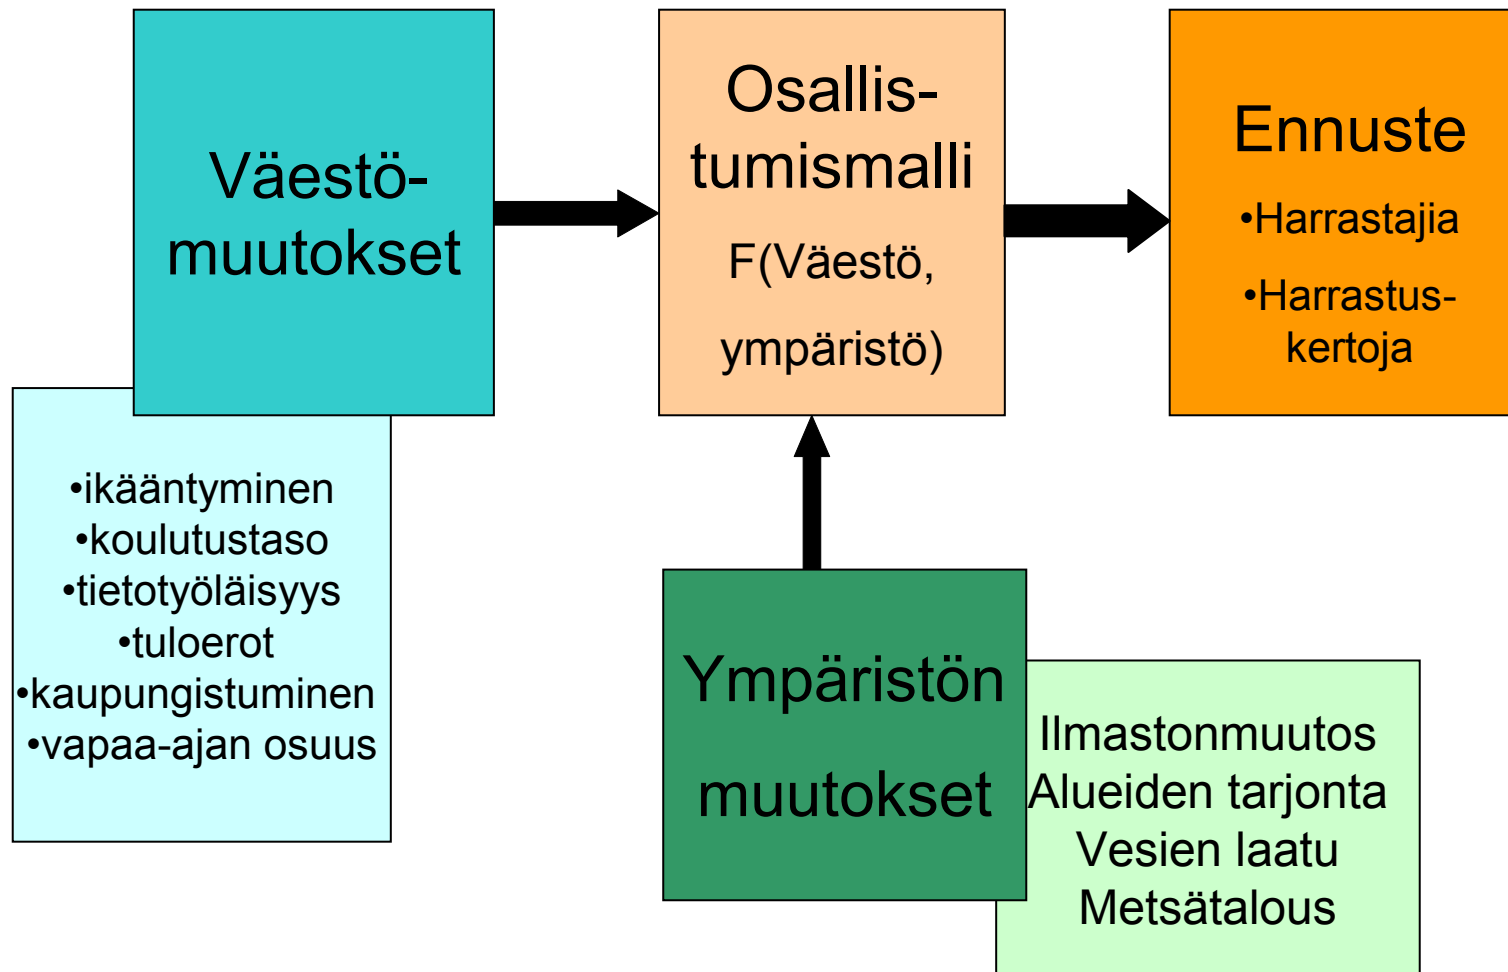 Väestö-
muutokset
•ikääntyminen
•koulutustaso
•tietotyöläisyys
•tuloerot
•kaupungistuminen
•vapaa-ajan osuus
Osallis-
tumismalli
F(Väestö,
ympäristö)
Ennuste
•Harrastajia
•Harrastus-
kertoja
Ympäristön
muutokset
Ilmastonmuutos
Alueiden tarjonta
Vesien laatu
Metsätalous